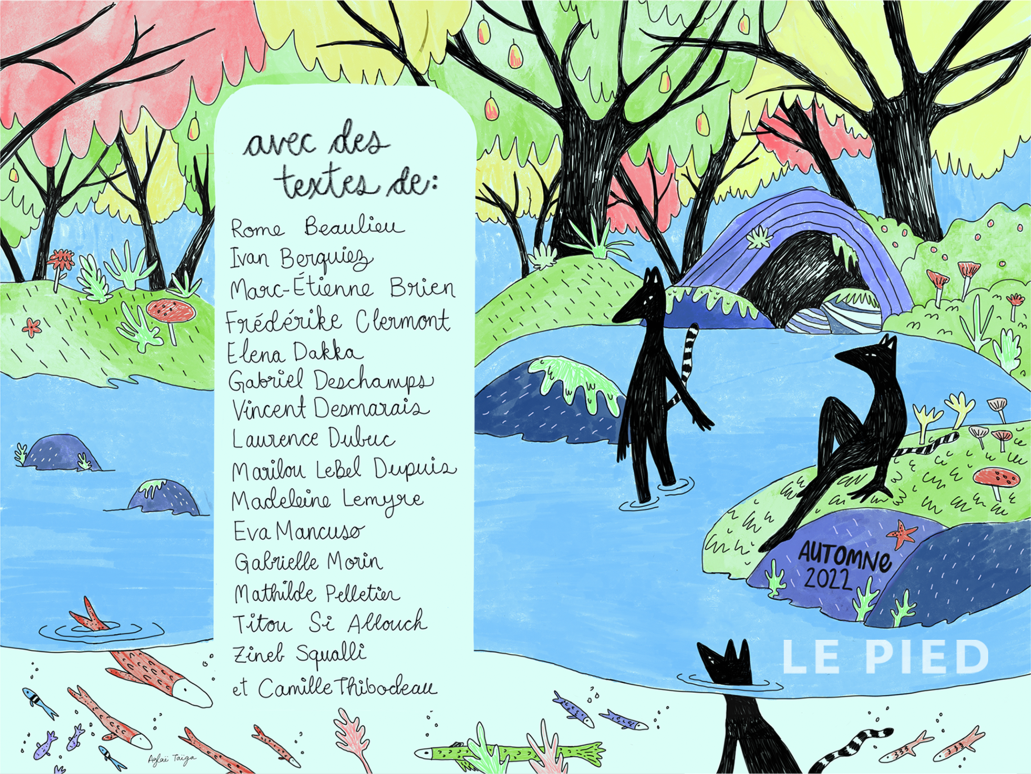 avec des
textes de:
Rome Beaulieu
Ivan Berquiez
Marc-Étienne Brien
Frédérike Clermont
Elena Dakka
Gabriel Deschamps
Vincent Desmarais
Laurence Dubuc
Marilou LeBel Dupuis
Madeleine Lemyre
Eva Mancuso
Gabrielle Morin
Mathilde Pelletier
Titou Si Allouch
Zineb Squalli
et Camille Thibodeau
AUTOMNE
2022
LE PIED
Taiga